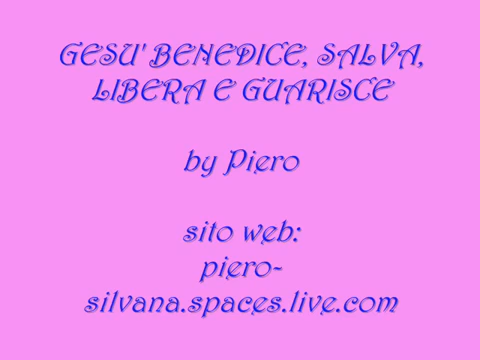 GESU' BENEDICE, SALVA,
LIBERA E GUARISCE
by Piero
sito web:
piero-
silvana.spaces.live.com